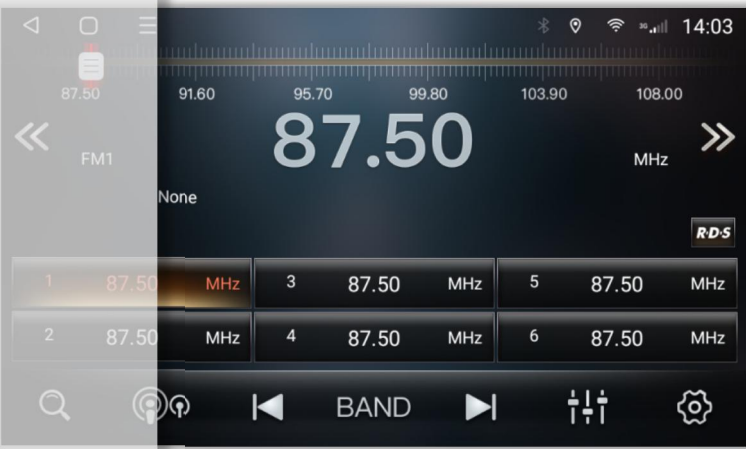 3G 14:03
87.50 91.60 95.70 99.80 103.90 108.00
87.50
FM1 MHz
None
R·D·S
1 87.50 MHz 3 87.50 MHz 5 87.50 MHz
2 87.50 MHz 4 87.50 MHz 6 87.50 MHz
BAND